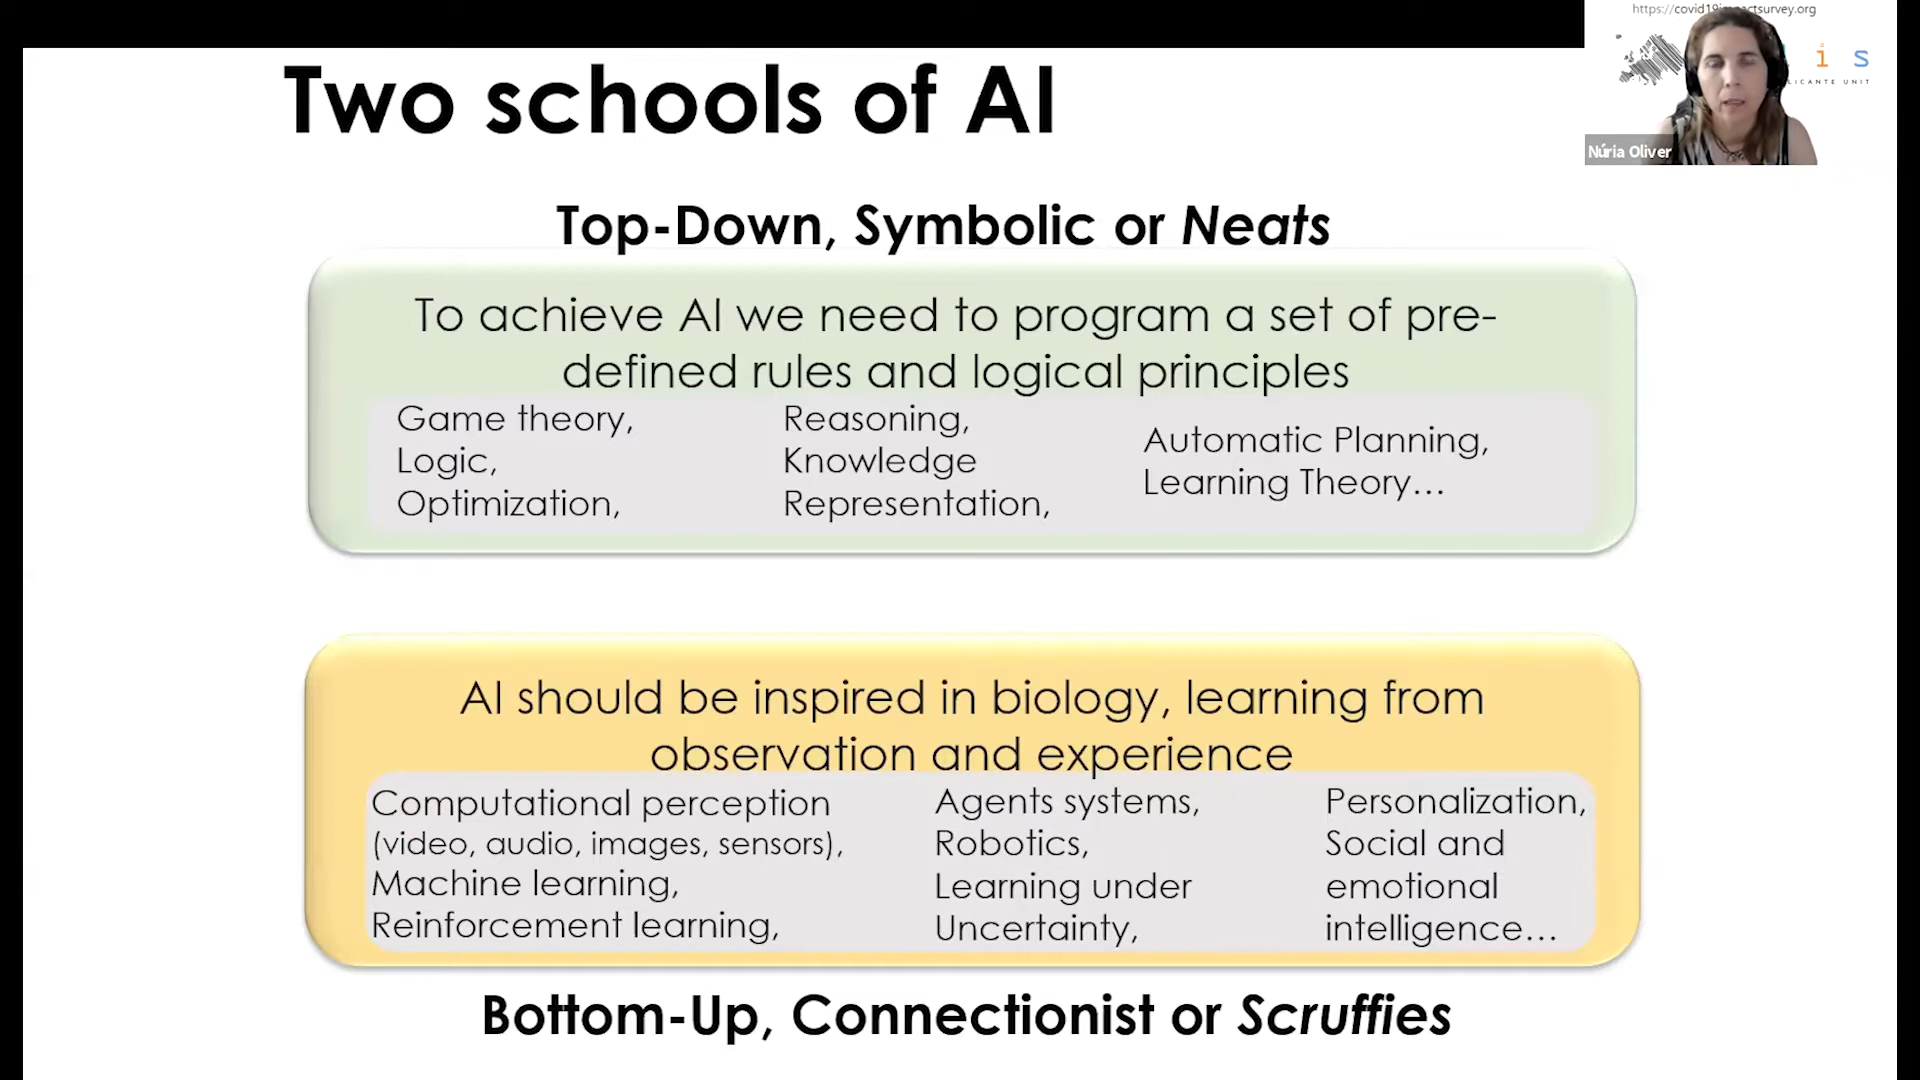 https://covid19impactsurvey.org
i s
LICANTE UNIT
Núria Oliver
Two schools of AI
Top-Down, Symbolic or Neats
To achieve AI we need to program a set of pre-
defined rules and logical principles
Game theory,
Logic,
Optimization,
Reasoning,
Knowledge
Representation,
Automatic Planning,
Learning Theory…
AI should be inspired in biology, learning from
observation and experience
Computational perception
(video, audio, images, sensors),
Machine learning,
Reinforcement learning,
Agents systems,
Robotics,
Learning under
Uncertainty,
Personalization,
Social and
emotional
intelligence…
Bottom-Up, Connectionist or Scruffies